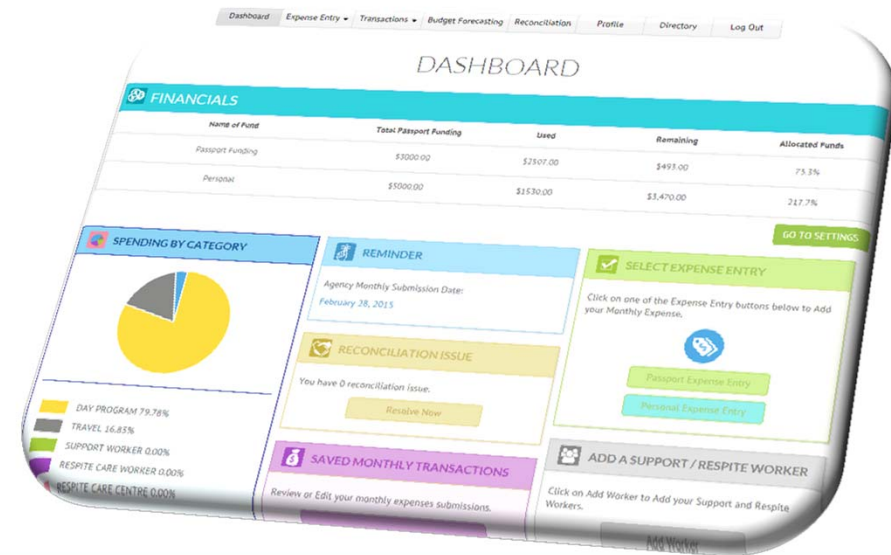 Dashboard Expense Entry Transactions Budget Forecasting Reconciliation Profile Directory Log Out
DASHBOARD
FINANCIALS
Name of Fund Total Passport Funding Used Remaining Allocated Funds
Passport Funding $3000.00 $2507.00 $493.00 75.3%
Personal $5000.00 $1530.00 $3,470.00 217.7%
GO TO SETTINGS
SPENDING BY CATEGORY
DAY PROGRAM 79.78%
TRAVEL 16.85%
SUPPORT WORKER 0.00%
RESPITE CARE WORKER 0.00%
RESPITE CARE CENTRE 0.00%
REMINDER
Agency Monthly Submission Date:
February 28, 2015
RECONCILIATION ISSUE
You have 0 reconciliation issue.
Resolve Now
SAVED MONTHLY TRANSACTIONS
Review or Edit your monthly expenses submissions.
SELECT EXPENSE ENTRY
Click on one of the Expense Entry buttons below to Add
your Monthly Expense.
Passport Expense Entry
Personal Expense Entry
ADD A SUPPORT / RESPITE WORKER
Click on Add Worker to Add your Support and Respite
Workers.
Add Worker